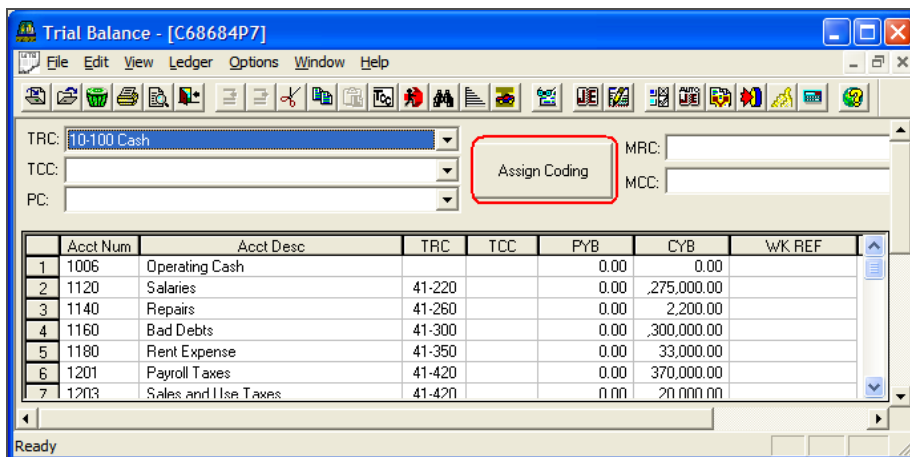 Trial Balance - [C68684P7]
File Edit View Ledger Options Window Help
TRC: 10-100 Cash
TCC:
PC:
Assign Coding
MRC:
MCC:
Acct Num Acct Desc TRC TCC PYB CYB WK REF
1 1006 Operating Cash 0.00 0.00
2 1120 Salaries 41-220 0.00 ,275,000.00
3 1140 Repairs 41-260 0.00 2,200.00
4 1160 Bad Debts 41-300 0.00 ,300,000.00
5 1180 Rent Expense 41-350 0.00 33,000.00
6 1201 Payroll Taxes 41-420 0.00 370,000.00
7 1203 Sales and Use Taxes 41-420 0.00 20,000.00
Ready